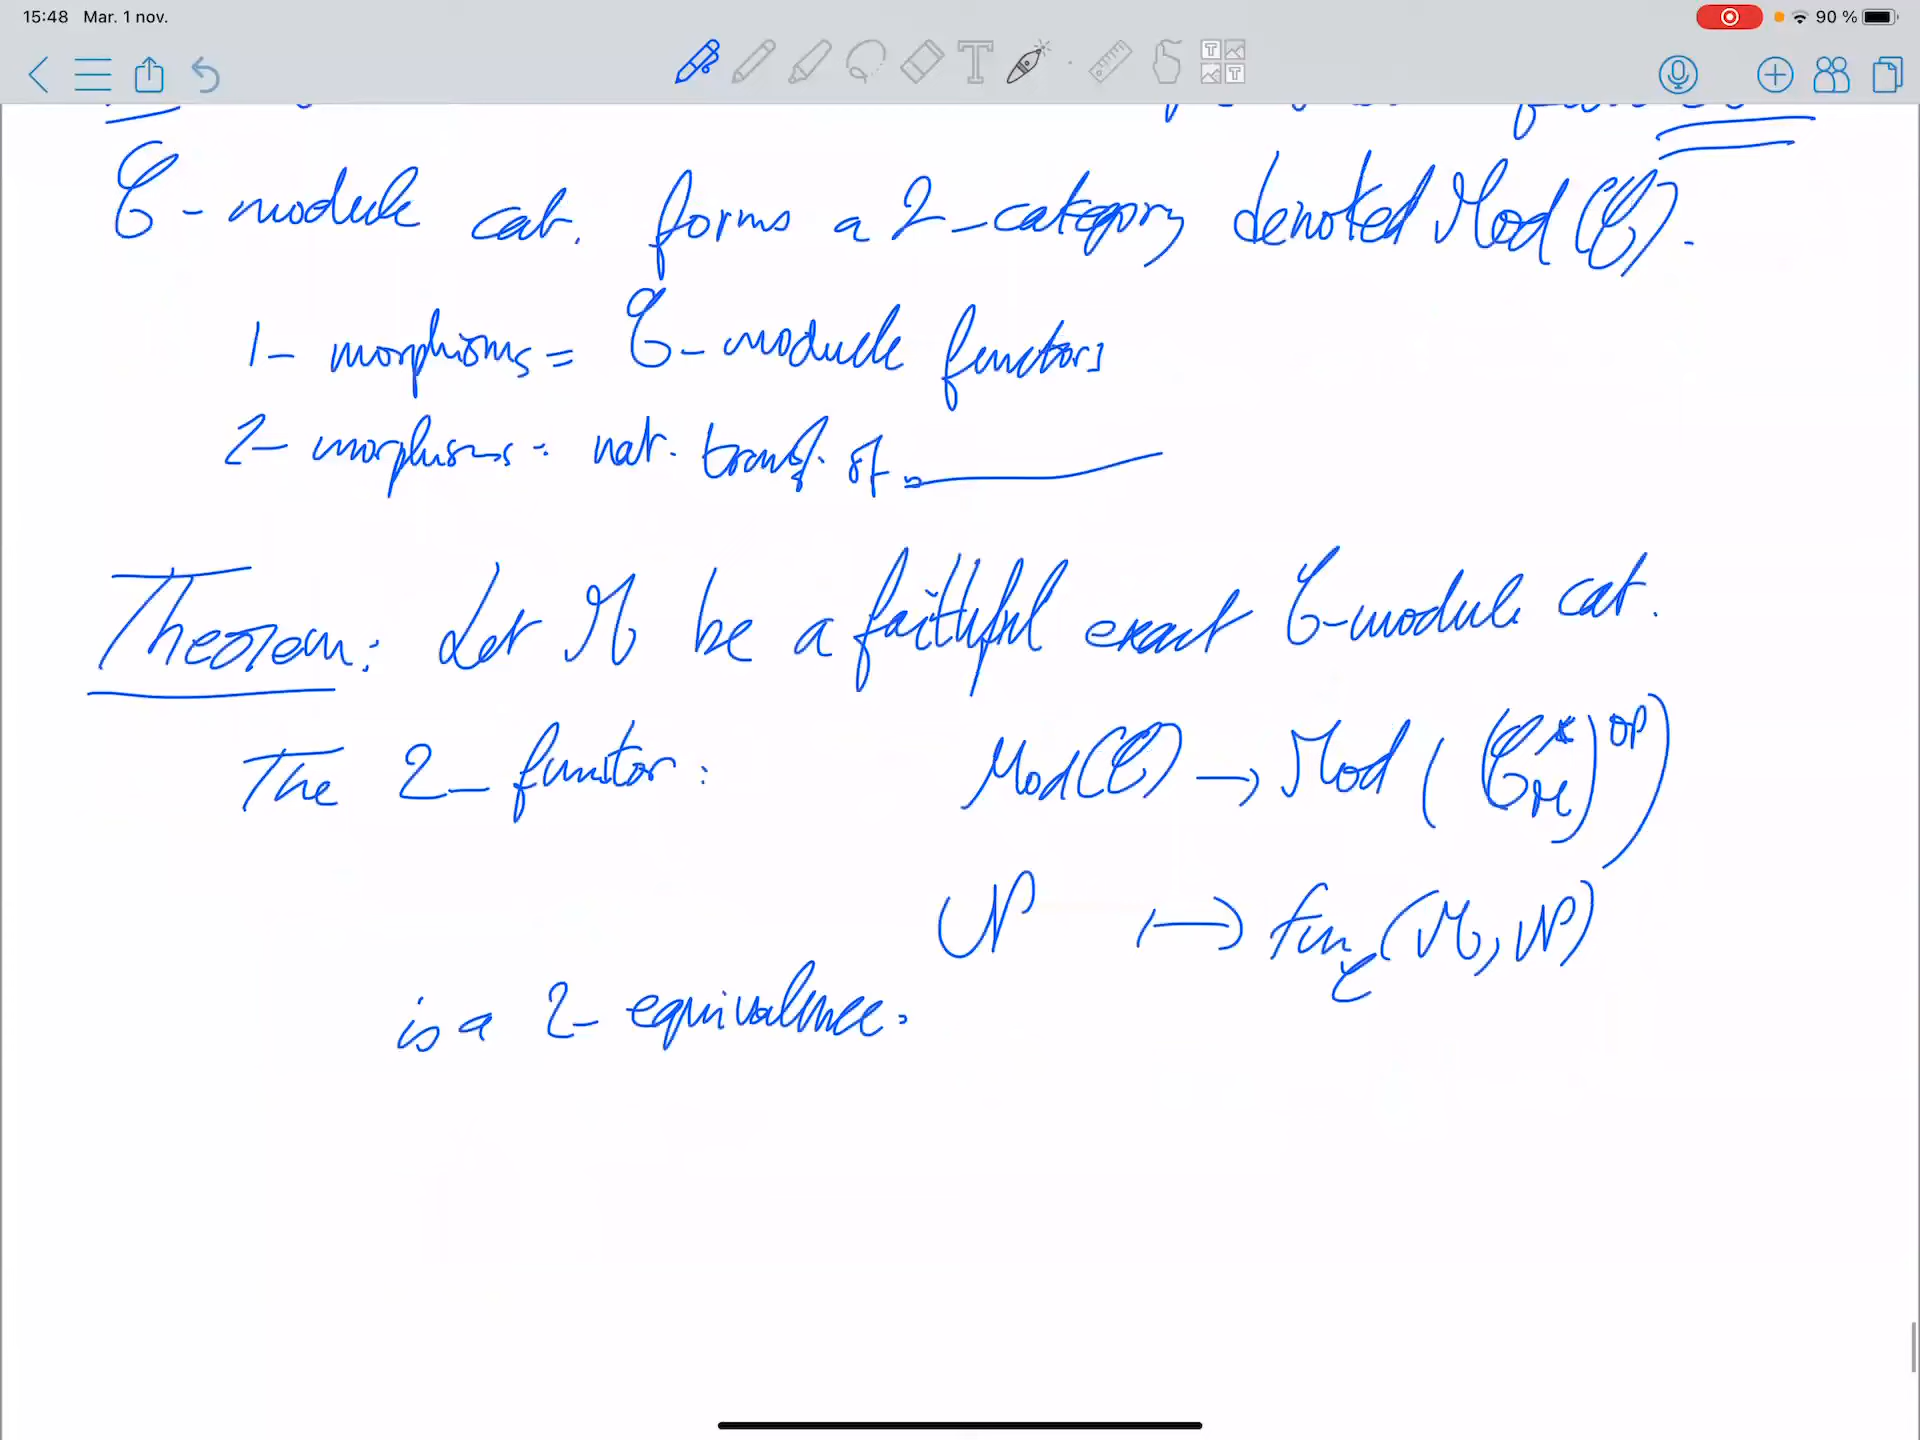 15:48 Mar. 1 nov. 90 %
𝒞-module cat. forms a 2-category denoted Mod(𝒞).
1- morphisms = 𝒞-module functors
2- morphisms = nat. transf. of ———
Theorem: Let ℳ be a faithful exact 𝒞-module cat.
The 2-functor: Mod(𝒞) → Mod((𝒞*_ℳ)^op)
𝒩 ↦ Fun_𝒞(ℳ, 𝒩)
is a 2-equivalence.